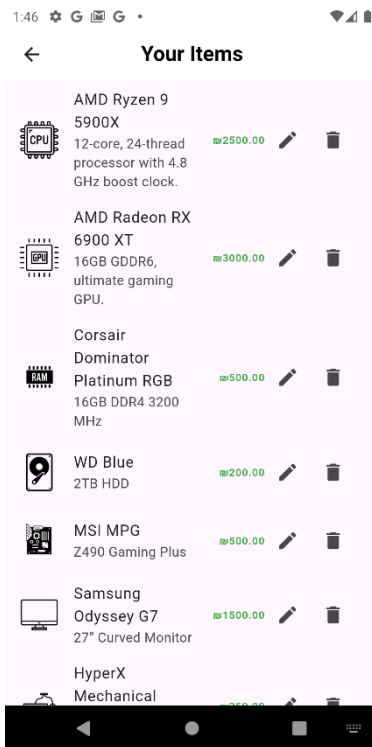 1:46 G G
Your Items
AMD Ryzen 9
5900X
12-core, 24-thread
processor with 4.8
GHz boost clock.
CPU
₪2500.00
AMD Radeon RX
6900 XT
16GB GDDR6,
ultimate gaming
GPU.
GPU
₪3000.00
Corsair
Dominator
Platinum RGB
16GB DDR4 3200
MHz
RAM
₪500.00
WD Blue
2TB HDD
₪200.00
MSI MPG
Z490 Gaming Plus
₪500.00
Samsung
Odyssey G7
27" Curved Monitor
₪1500.00
HyperX
Mechanical